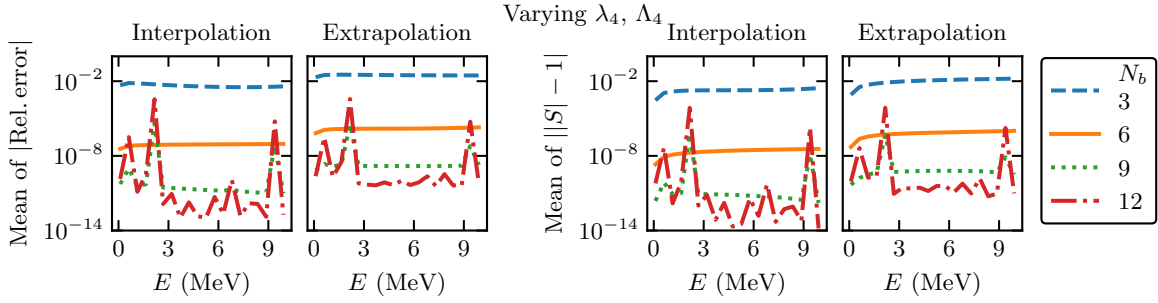 Varying λ₄, Λ₄
Interpolation
Extrapolation
Interpolation
Extrapolation
Mean of |Rel. error|
10⁻²
10⁻⁸
10⁻¹⁴
0 3 6 9
0 3 6 9
E (MeV)
E (MeV)
Mean of ||S| − 1|
10⁻²
10⁻⁸
10⁻¹⁴
0 3 6 9
0 3 6 9
E (MeV)
E (MeV)
N_b
3
6
9
12